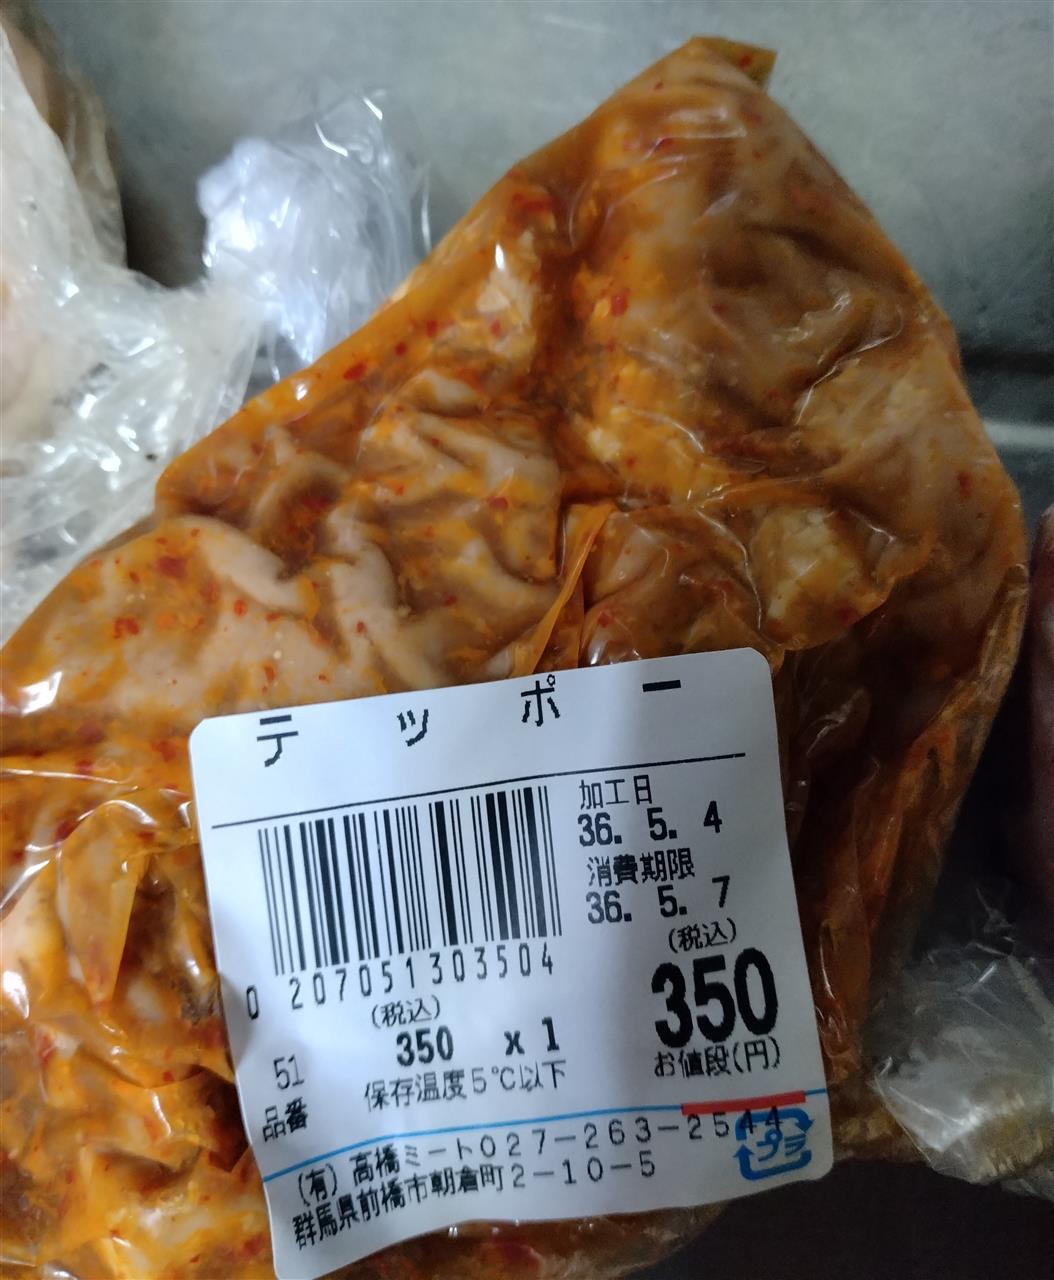 テッポー
加工日
36. 5. 4
消費期限
36. 5. 7
(税込)
350
お値段(円)
0 207051303504
(税込)
350 x 1
51
品番
保存温度5℃以下
(有)高橋ミート027-263-2544
群馬県前橋市朝倉町2-10-5
プラ